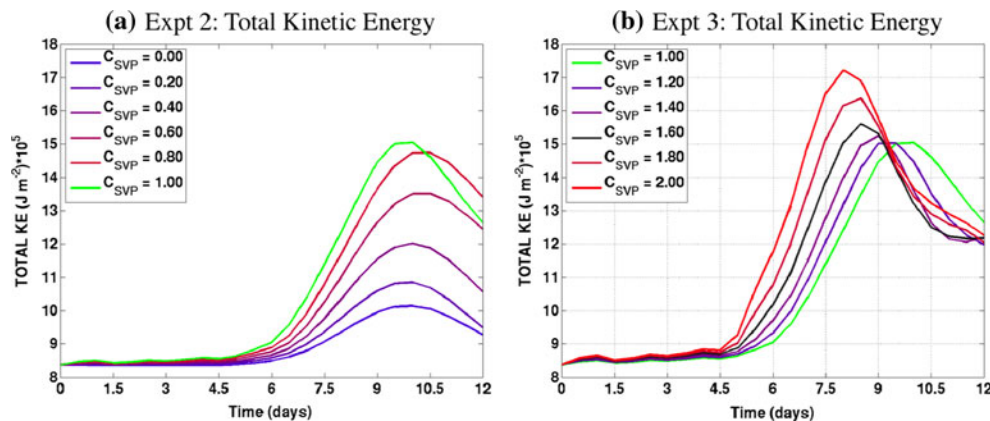 (a) Expt 2: Total Kinetic Energy
18
17
16
15
14
13
12
11
10
9
8
TOTAL KE (J m⁻²)*10⁵
C_SVP = 0.00
C_SVP = 0.20
C_SVP = 0.40
C_SVP = 0.60
C_SVP = 0.80
C_SVP = 1.00
0 1.5 3 4.5 6 7.5 9 10.5 12
Time (days)
(b) Expt 3: Total Kinetic Energy
18
17
16
15
14
13
12
11
10
9
8
TOTAL KE (J m⁻²)*10⁵
C_SVP = 1.00
C_SVP = 1.20
C_SVP = 1.40
C_SVP = 1.60
C_SVP = 1.80
C_SVP = 2.00
0 1.5 3 4.5 6 7.5 9 10.5 12
Time (days)